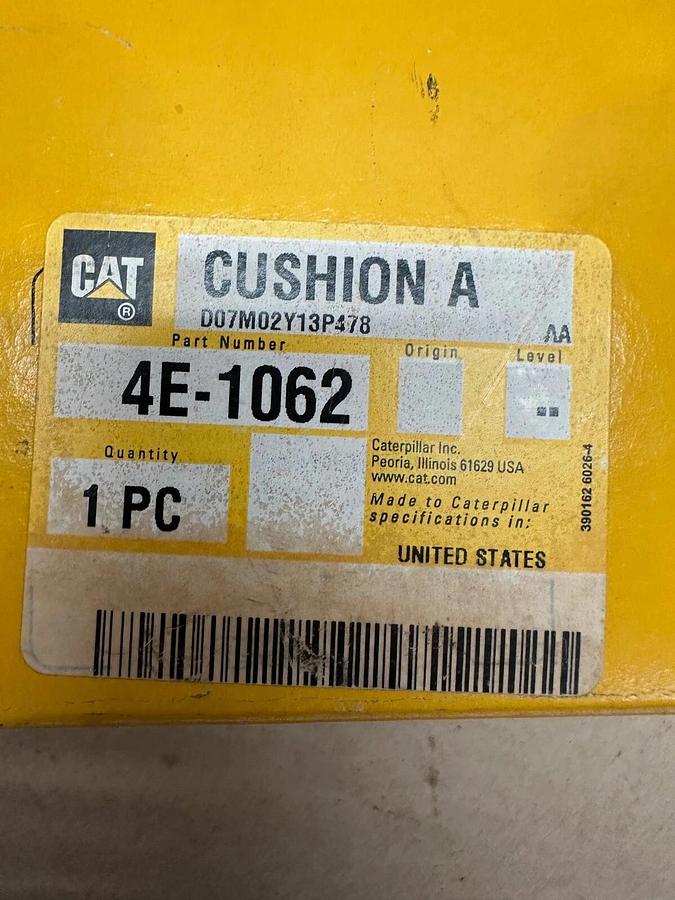 CAT®
CUSHION A
D07M02Y13P478
AA
Part Number
Origin
Level
4E-1062
--
Quantity
1 PC
Caterpillar Inc.
Peoria, Illinois 61629 USA
www.cat.com
Made to Caterpillar
specifications in:
UNITED STATES
390162 6026-4